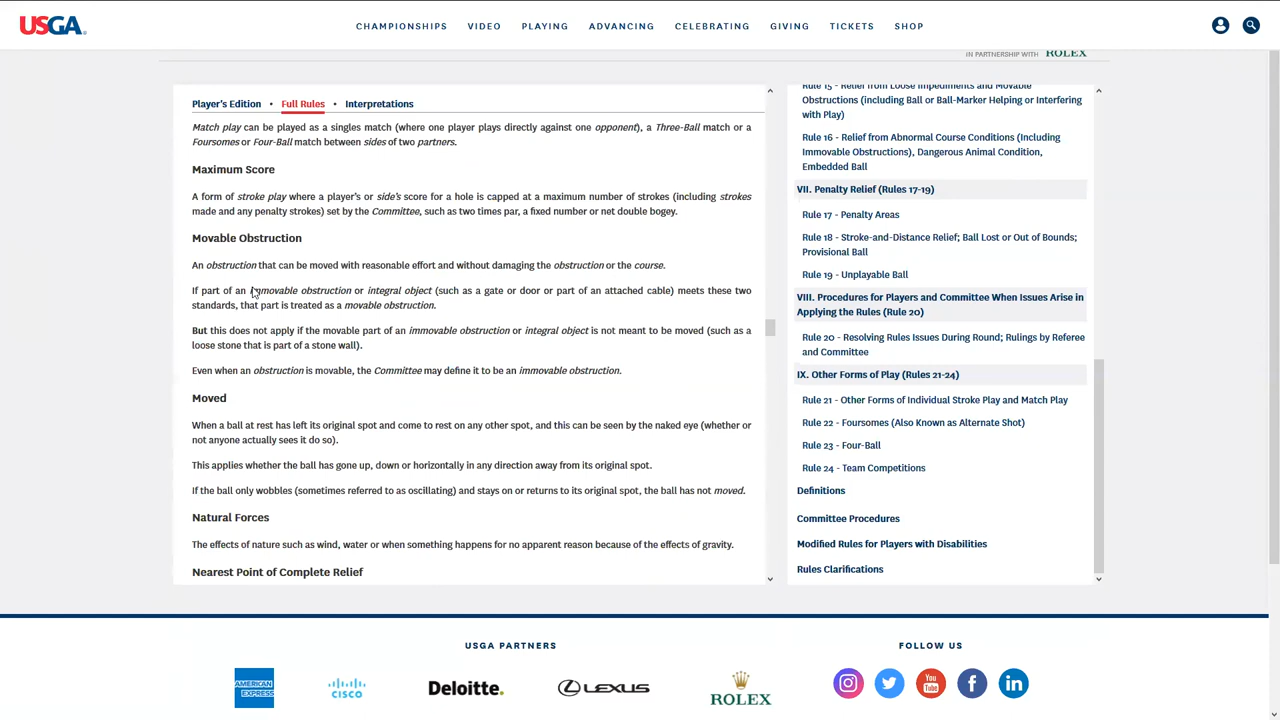 USGA
CHAMPIONSHIPS VIDEO PLAYING ADVANCING CELEBRATING GIVING TICKETS SHOP
IN PARTNERSHIP WITH ROLEX
Player's Edition • Full Rules • Interpretations
Match play can be played as a singles match (where one player plays directly against one opponent), a Three-Ball match or a
Foursomes or Four-Ball match between sides of two partners.
Maximum Score
A form of stroke play where a player's or side's score for a hole is capped at a maximum number of strokes (including strokes
made and any penalty strokes) set by the Committee, such as two times par, a fixed number or net double bogey.
Movable Obstruction
An obstruction that can be moved with reasonable effort and without damaging the obstruction or the course.
If part of an immovable obstruction or integral object (such as a gate or door or part of an attached cable) meets these two
standards, that part is treated as a movable obstruction.
But this does not apply if the movable part of an immovable obstruction or integral object is not meant to be moved (such as a
loose stone that is part of a stone wall).
Even when an obstruction is movable, the Committee may define it to be an immovable obstruction.
Moved
When a ball at rest has left its original spot and come to rest on any other spot, and this can be seen by the naked eye (whether or
not anyone actually sees it do so).
This applies whether the ball has gone up, down or horizontally in any direction away from its original spot.
If the ball only wobbles (sometimes referred to as oscillating) and stays on or returns to its original spot, the ball has not moved.
Natural Forces
The effects of nature such as wind, water or when something happens for no apparent reason because of the effects of gravity.
Nearest Point of Complete Relief
Rule 15 - Relief from Loose Impediments and Movable
Obstructions (including Ball or Ball-Marker Helping or Interfering
with Play)
Rule 16 - Relief from Abnormal Course Conditions (Including
Immovable Obstructions), Dangerous Animal Condition,
Embedded Ball
VII. Penalty Relief (Rules 17-19)
Rule 17 - Penalty Areas
Rule 18 - Stroke-and-Distance Relief; Ball Lost or Out of Bounds;
Provisional Ball
Rule 19 - Unplayable Ball
VIII. Procedures for Players and Committee When Issues Arise in
Applying the Rules (Rule 20)
Rule 20 - Resolving Rules Issues During Round; Rulings by Referee
and Committee
IX. Other Forms of Play (Rules 21-24)
Rule 21 - Other Forms of Individual Stroke Play and Match Play
Rule 22 - Foursomes (Also Known as Alternate Shot)
Rule 23 - Four-Ball
Rule 24 - Team Competitions
Definitions
Committee Procedures
Modified Rules for Players with Disabilities
Rules Clarifications
USGA PARTNERS
AMERICAN
EXPRESS
CISCO
Deloitte.
LEXUS
ROLEX
FOLLOW US
You
Tube
f
in